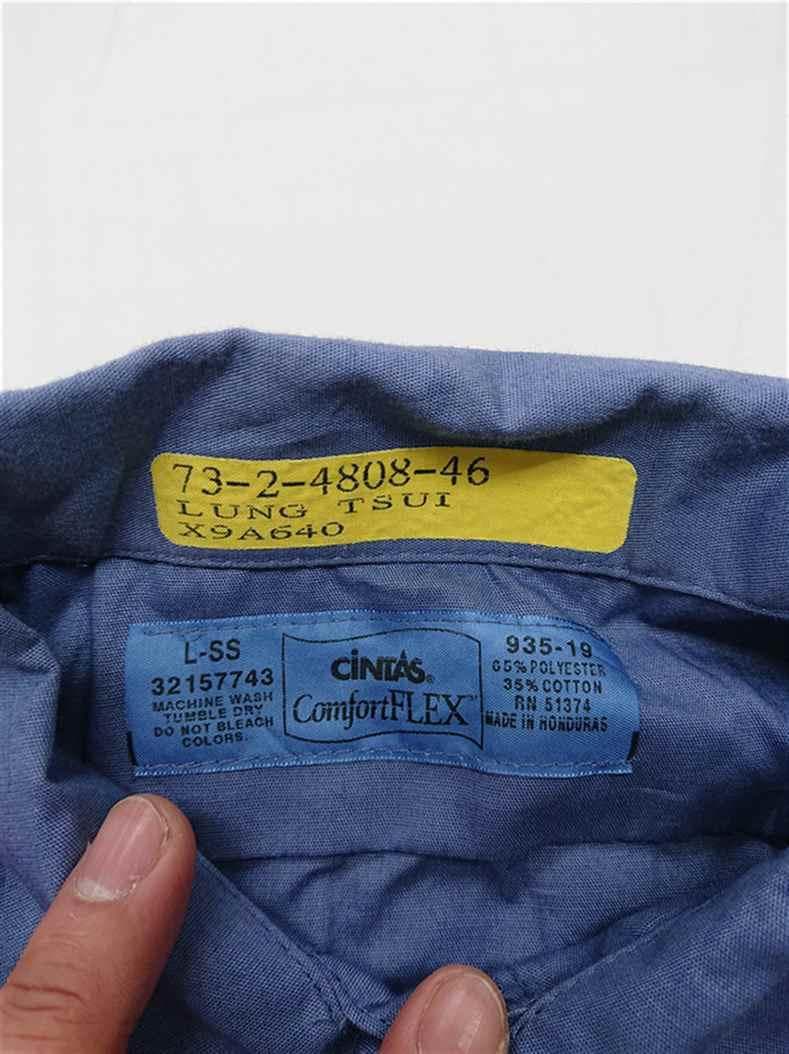 73-2-4808-46
LUNG TSUI
X9A640
L-SS
32157743
MACHINE WASH
TUMBLE DRY
DO NOT BLEACH
COLORS.
CiNTAS®
ComfortFLEX™
935-19
65% POLYESTER
35% COTTON
RN 51374
MADE IN HONDURAS